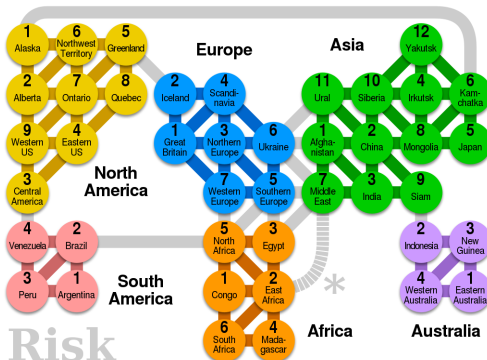 1 Alaska
6 Northwest Territory
5 Greenland
2 Alberta
7 Ontario
8 Quebec
9 Western US
4 Eastern US
3 Central America
North America
Europe
2 Iceland
4 Scandi-navia
1 Great Britain
3 Northern Europe
6 Ukraine
7 Western Europe
5 Southern Europe
Asia
12 Yakutsk
11 Ural
10 Siberia
4 Irkutsk
6 Kam-chatka
1 Afgha-nistan
2 China
8 Mongolia
5 Japan
7 Middle East
3 India
9 Siam
4 Venezuela
2 Brazil
3 Peru
1 Argentina
South America
5 North Africa
3 Egypt
1 Congo
2 East Africa
6 South Africa
4 Mada-gascar
Africa
*
2 Indonesia
3 New Guinea
4 Western Australia
1 Eastern Australia
Australia
Risk